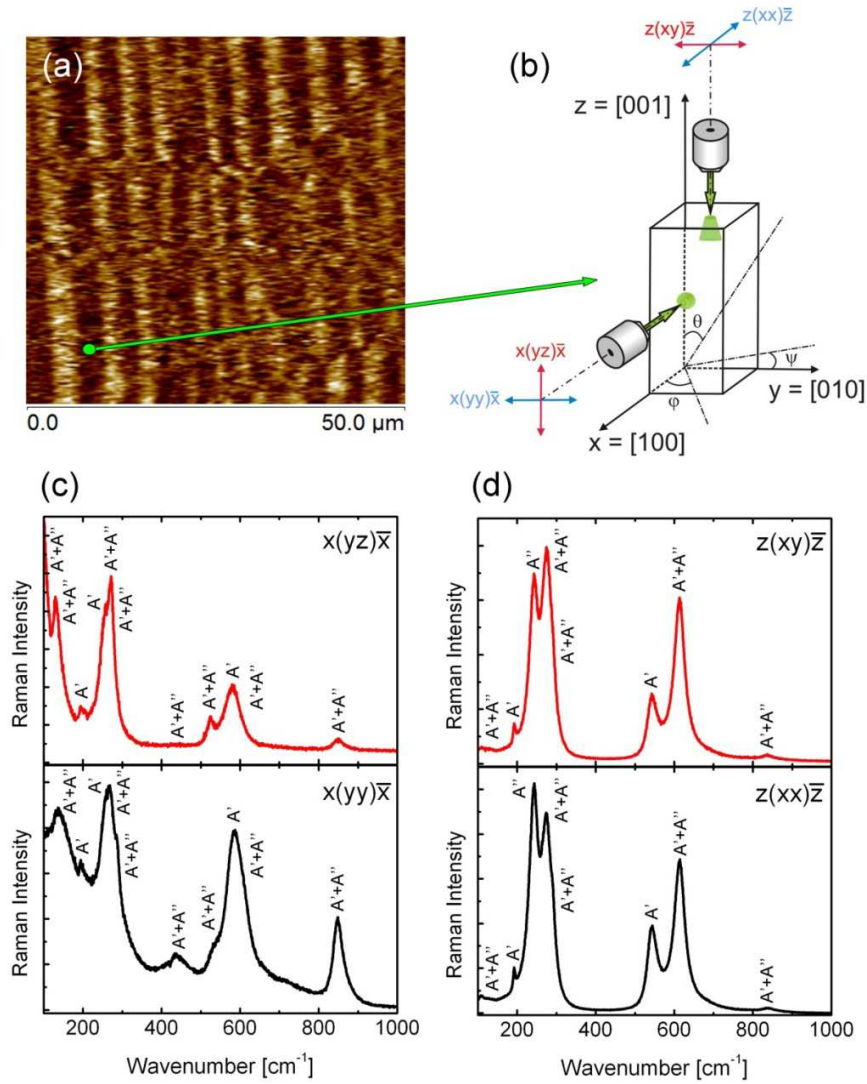 (a)
0.0
50.0 µm
(b)
z(xx)z̅
z(xy)z̅
z = [001]
θ
ψ
φ
x(yz)x̅
x(yy)x̅
y = [010]
x = [100]
(c)
x(yz)x̅
A'+A''
A'+A''
A'
A'
A'+A''
A'+A''
A'+A''
A'+A''
A'
A'+A''
A'+A''
Raman Intensity
x(yy)x̅
A'+A''
A'
A'
A'+A''
A'+A''
A'+A''
A'+A''
A'
A'+A''
A'+A''
Raman Intensity
200
400
600
800
1000
Wavenumber [cm⁻¹]
(d)
z(xy)z̅
A'+A''
A'
A''
A'+A''
A'+A''
A'
A'+A''
A'+A''
Raman Intensity
z(xx)z̅
A'+A''
A'
A''
A'+A''
A'+A''
A'
A'+A''
A'+A''
Raman Intensity
200
400
600
800
1000
Wavenumber [cm⁻¹]